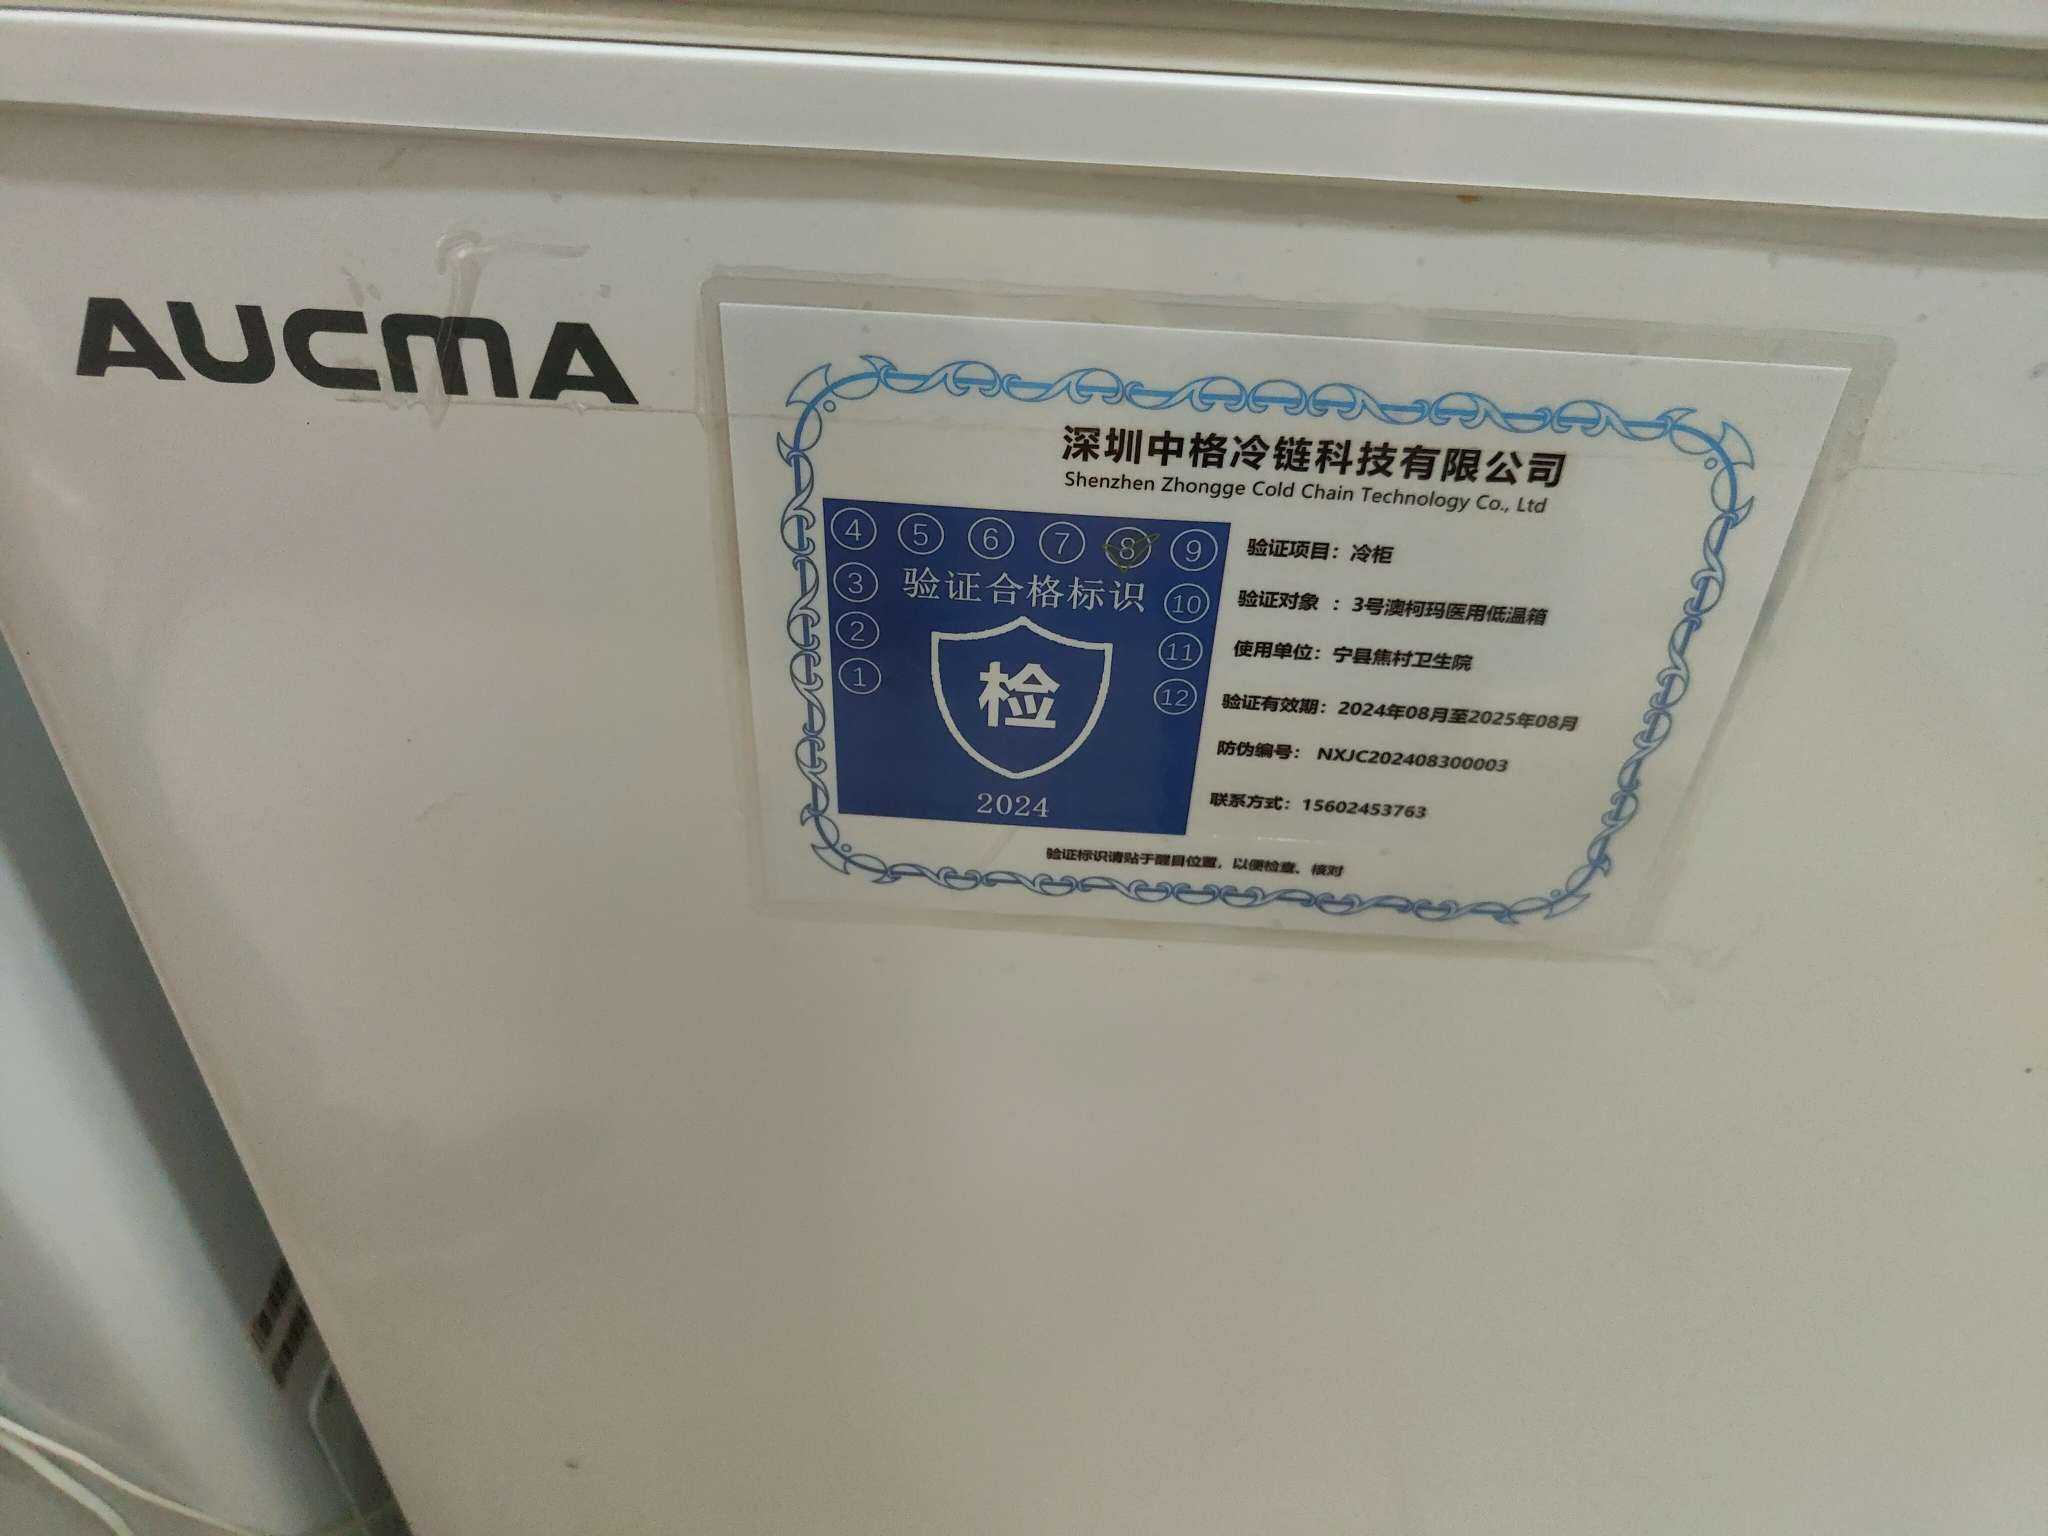 AUCMA
深圳中格冷链科技有限公司
Shenzhen Zhongge Cold Chain Technology Co., Ltd
4 5 6 7 8 9
3 验证合格标识 10
2 11
1 检 12
2024
验证项目：冷柜
验证对象 ：3号澳柯玛医用低温箱
使用单位：宁县焦村卫生院
验证有效期：2024年08月至2025年08月
防伪编号： NXJC202408300003
联系方式：15602453763
验证标识请贴于醒目位置，以便检查、核对